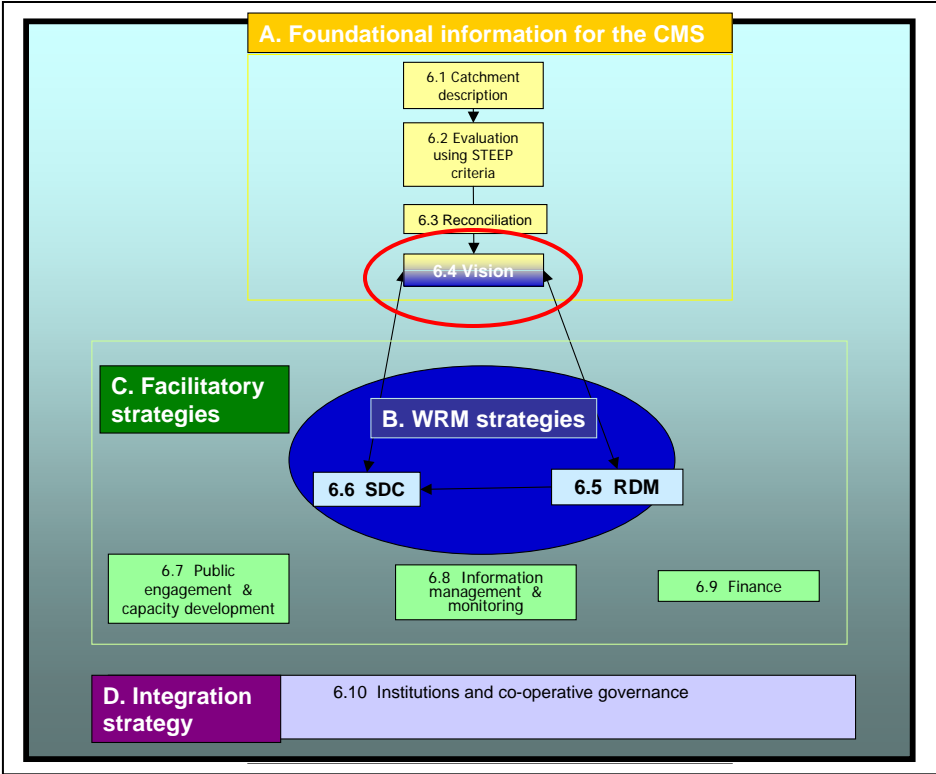 A. Foundational information for the CMS
6.1 Catchment
description
6.2 Evaluation
using STEEP
criteria
6.3 Reconciliation
6.4 Vision
C. Facilitatory
strategies
B. WRM strategies
6.6 SDC
6.5 RDM
6.7 Public
engagement &
capacity development
6.8 Information
management &
monitoring
6.9 Finance
D. Integration
strategy
6.10 Institutions and co-operative governance